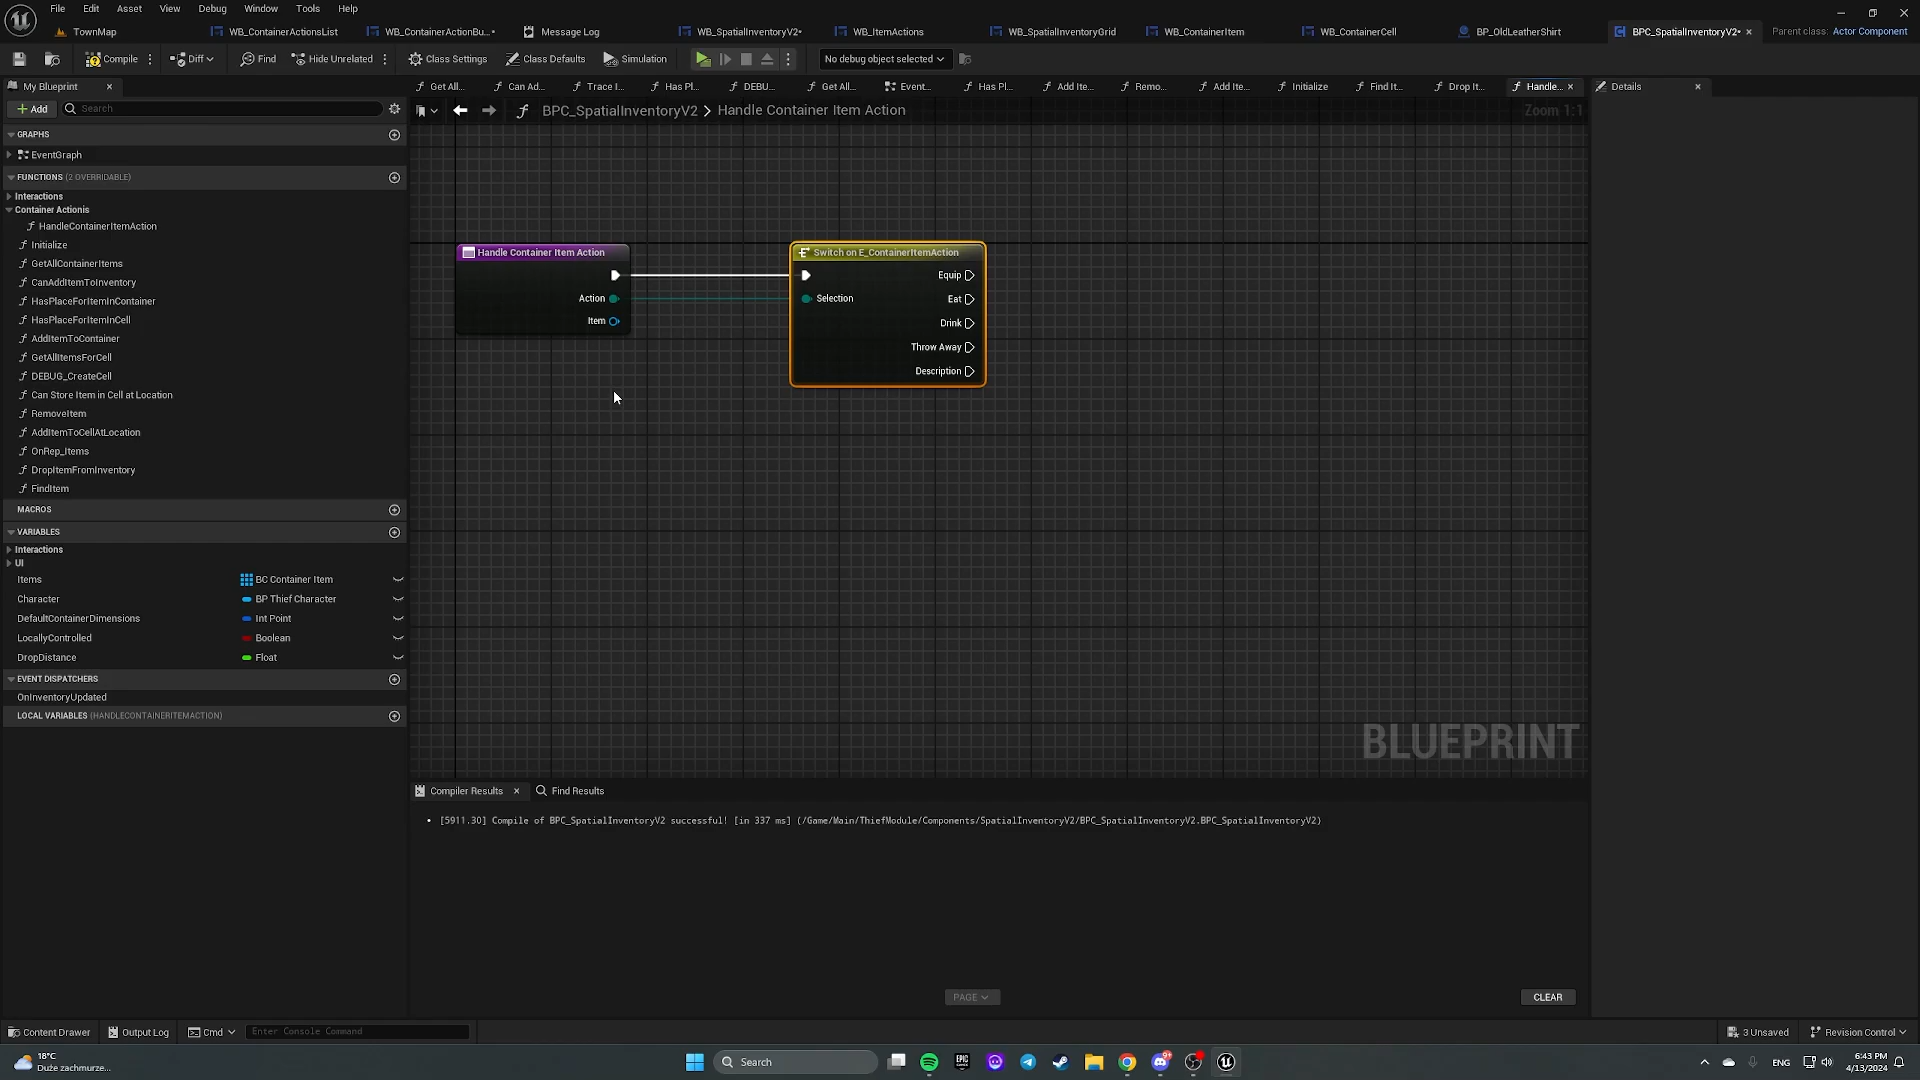 File Edit Asset View Debug Window Tools Help
TownMap WB_ContainerActionsList WB_ContainerActionBu...• Message Log WB_SpatialInventoryV2• WB_ItemActions WB_SpatialInventoryGrid WB_ContainerItem WB_ContainerCell BP_OldLeatherShirt BPC_SpatialInventoryV2• Parent class: Actor Component
Compile Diff Find Hide Unrelated Class Settings Class Defaults Simulation No debug object selected
My Blueprint Get All... Can Ad... Trace I... Has Pl... DEBU... Get All... Event... Has Pl... Add Ite... Remo... Add Ite... Initialize Find It... Drop It... Handle... Details
Add Search BPC_SpatialInventoryV2 > Handle Container Item Action Zoom 1:1
GRAPHS
EventGraph
FUNCTIONS (2 OVERRIDABLE)
Interactions
Container Actionis
HandleContainerItemAction
Initialize
GetAllContainerItems
CanAddItemToInventory
HasPlaceForItemInContainer
HasPlaceForItemInCell
AddItemToContainer
GetAllItemsForCell
DEBUG_CreateCell
Can Store Item in Cell at Location
RemoveItem
AddItemToCellAtLocation
OnRep_Items
DropItemFromInventory
FindItem
MACROS
VARIABLES
Interactions
UI
Items BC Container Item
Character BP Thief Character
DefaultContainerDimensions Int Point
LocallyControlled Boolean
DropDistance Float
EVENT DISPATCHERS
OnInventoryUpdated
LOCAL VARIABLES (HANDLECONTAINERITEMACTION)
Handle Container Item Action
Action
Item
Switch on E_ContainerItemAction
Equip
Selection Eat
Drink
Throw Away
Description
BLUEPRINT
Compiler Results Find Results
• [5911.30] Compile of BPC_SpatialInventoryV2 successful! [in 337 ms] (/Game/Main/ThiefModule/Components/SpatialInventoryV2/BPC_SpatialInventoryV2.BPC_SpatialInventoryV2)
PAGE CLEAR
Content Drawer Output Log Cmd Enter Console Command 3 Unsaved Revision Control
18°C
Duże zachmurze...
Search
EPIC
9+
ENG
6:43 PM
4/13/2024